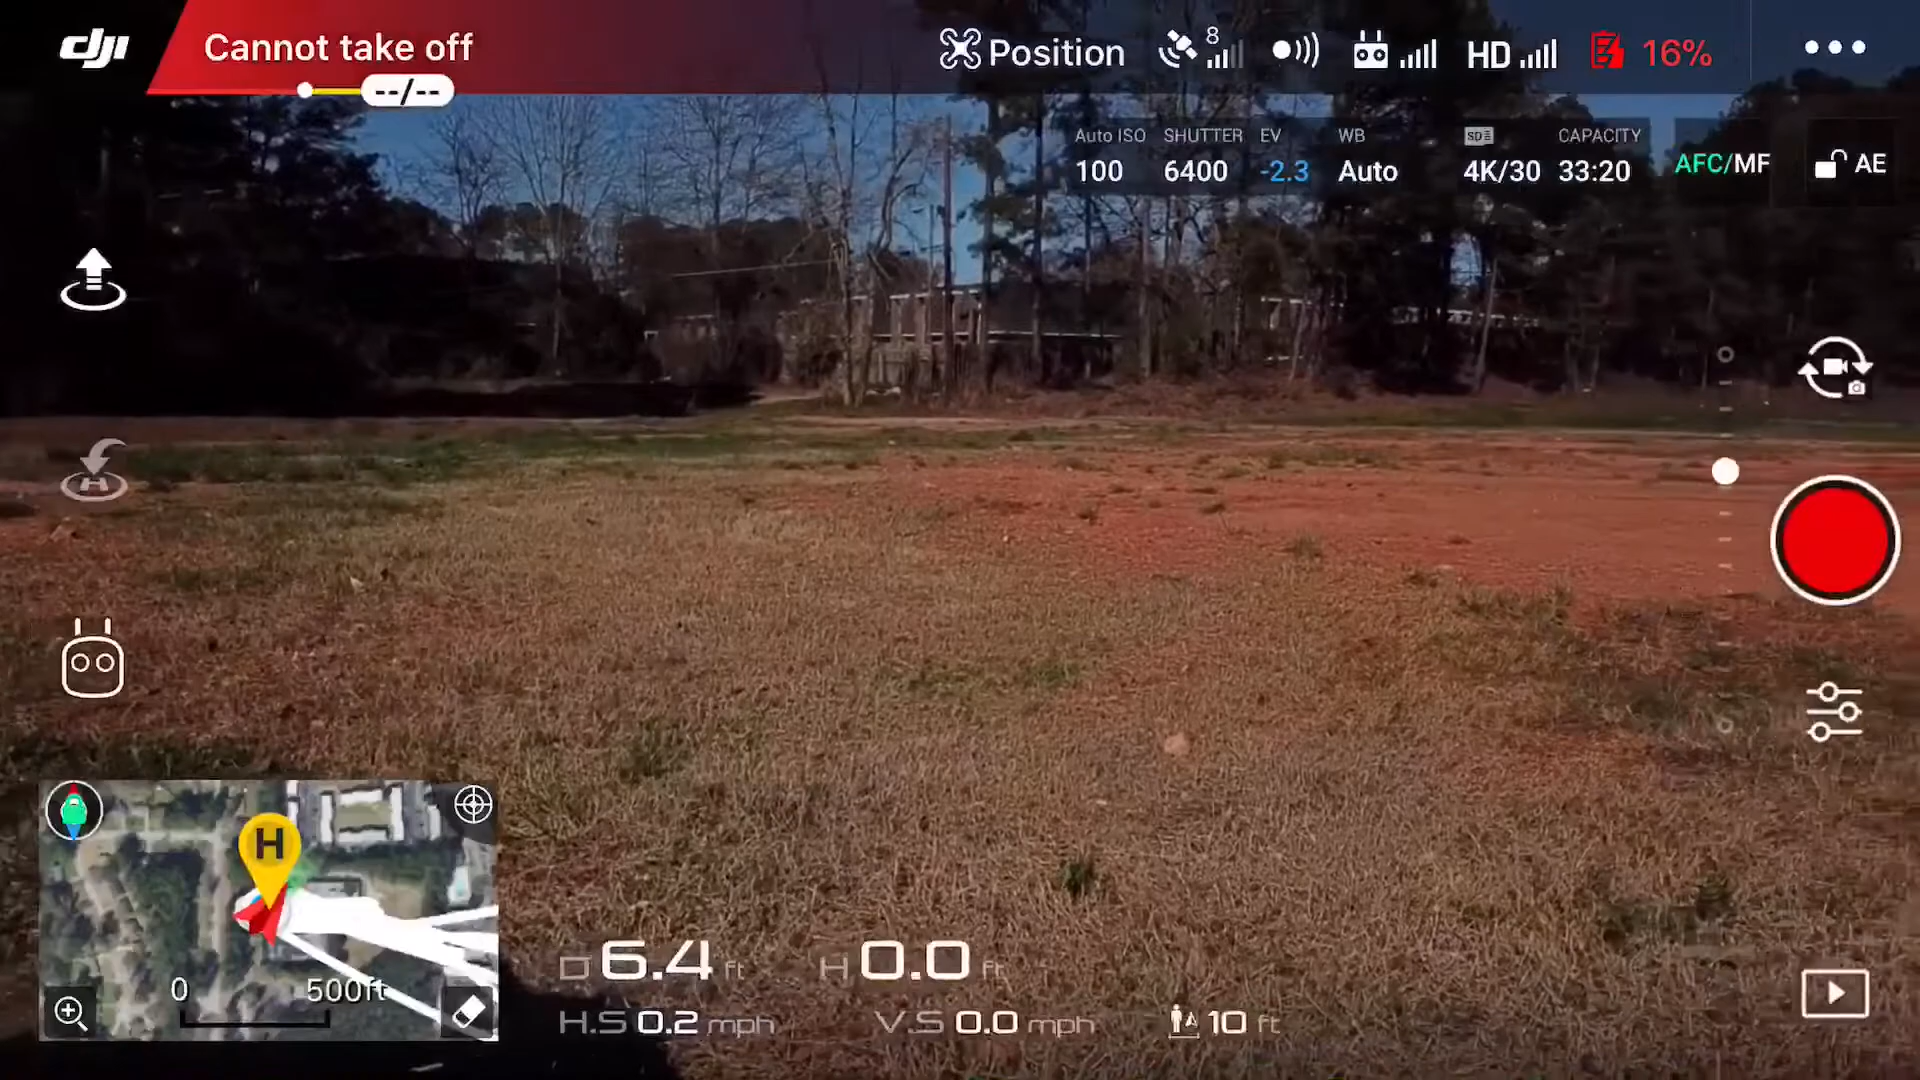 dji
Cannot take off
--/--
Position
8
HD
16%
Auto ISO
100
SHUTTER
6400
EV
-2.3
WB
Auto
SD
4K/30
CAPACITY
33:20
AFC/MF
AE
H
H
0
500ft
D 6.4 ft
H 0.0 ft
H.S 0.2 mph
V.S 0.0 mph
10 ft